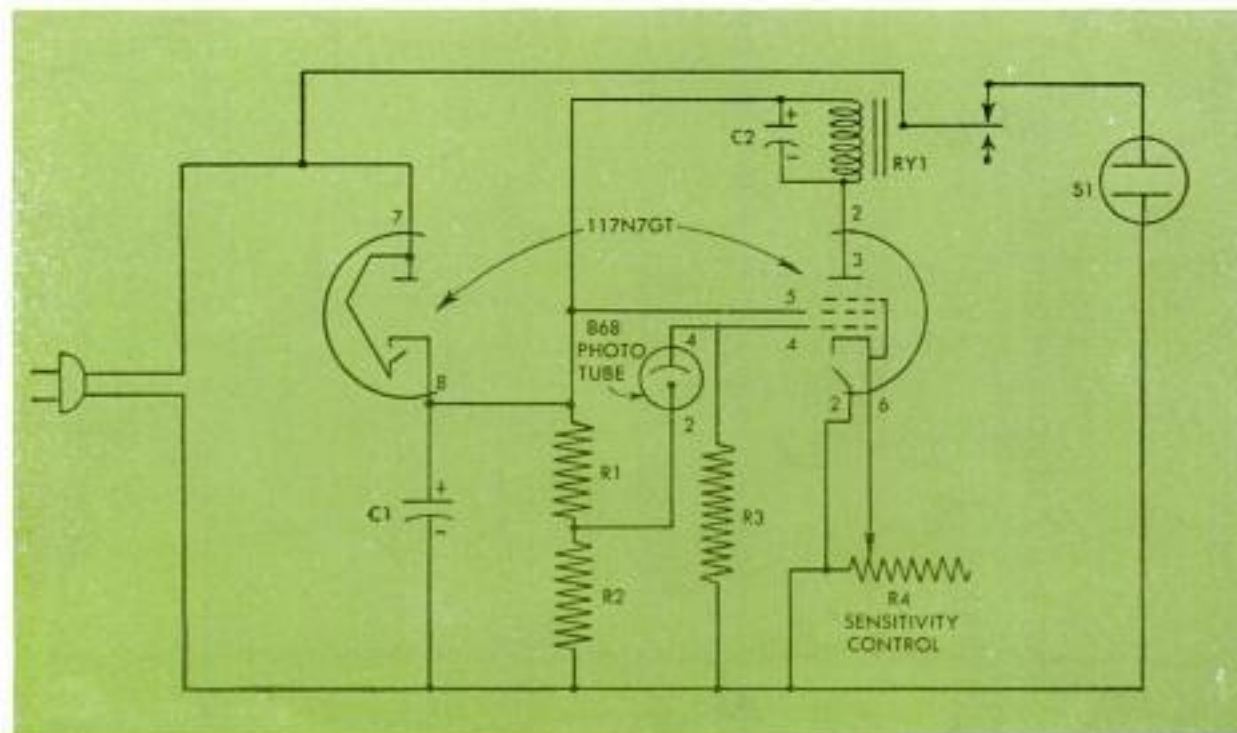 C2
+
-
RY1
S1
7
2
117N7GT
3
5
868
PHOTO
TUBE
4
4
8
2
2
6
R1
+
C1
-
R3
R2
R4
SENSITIVITY
CONTROL